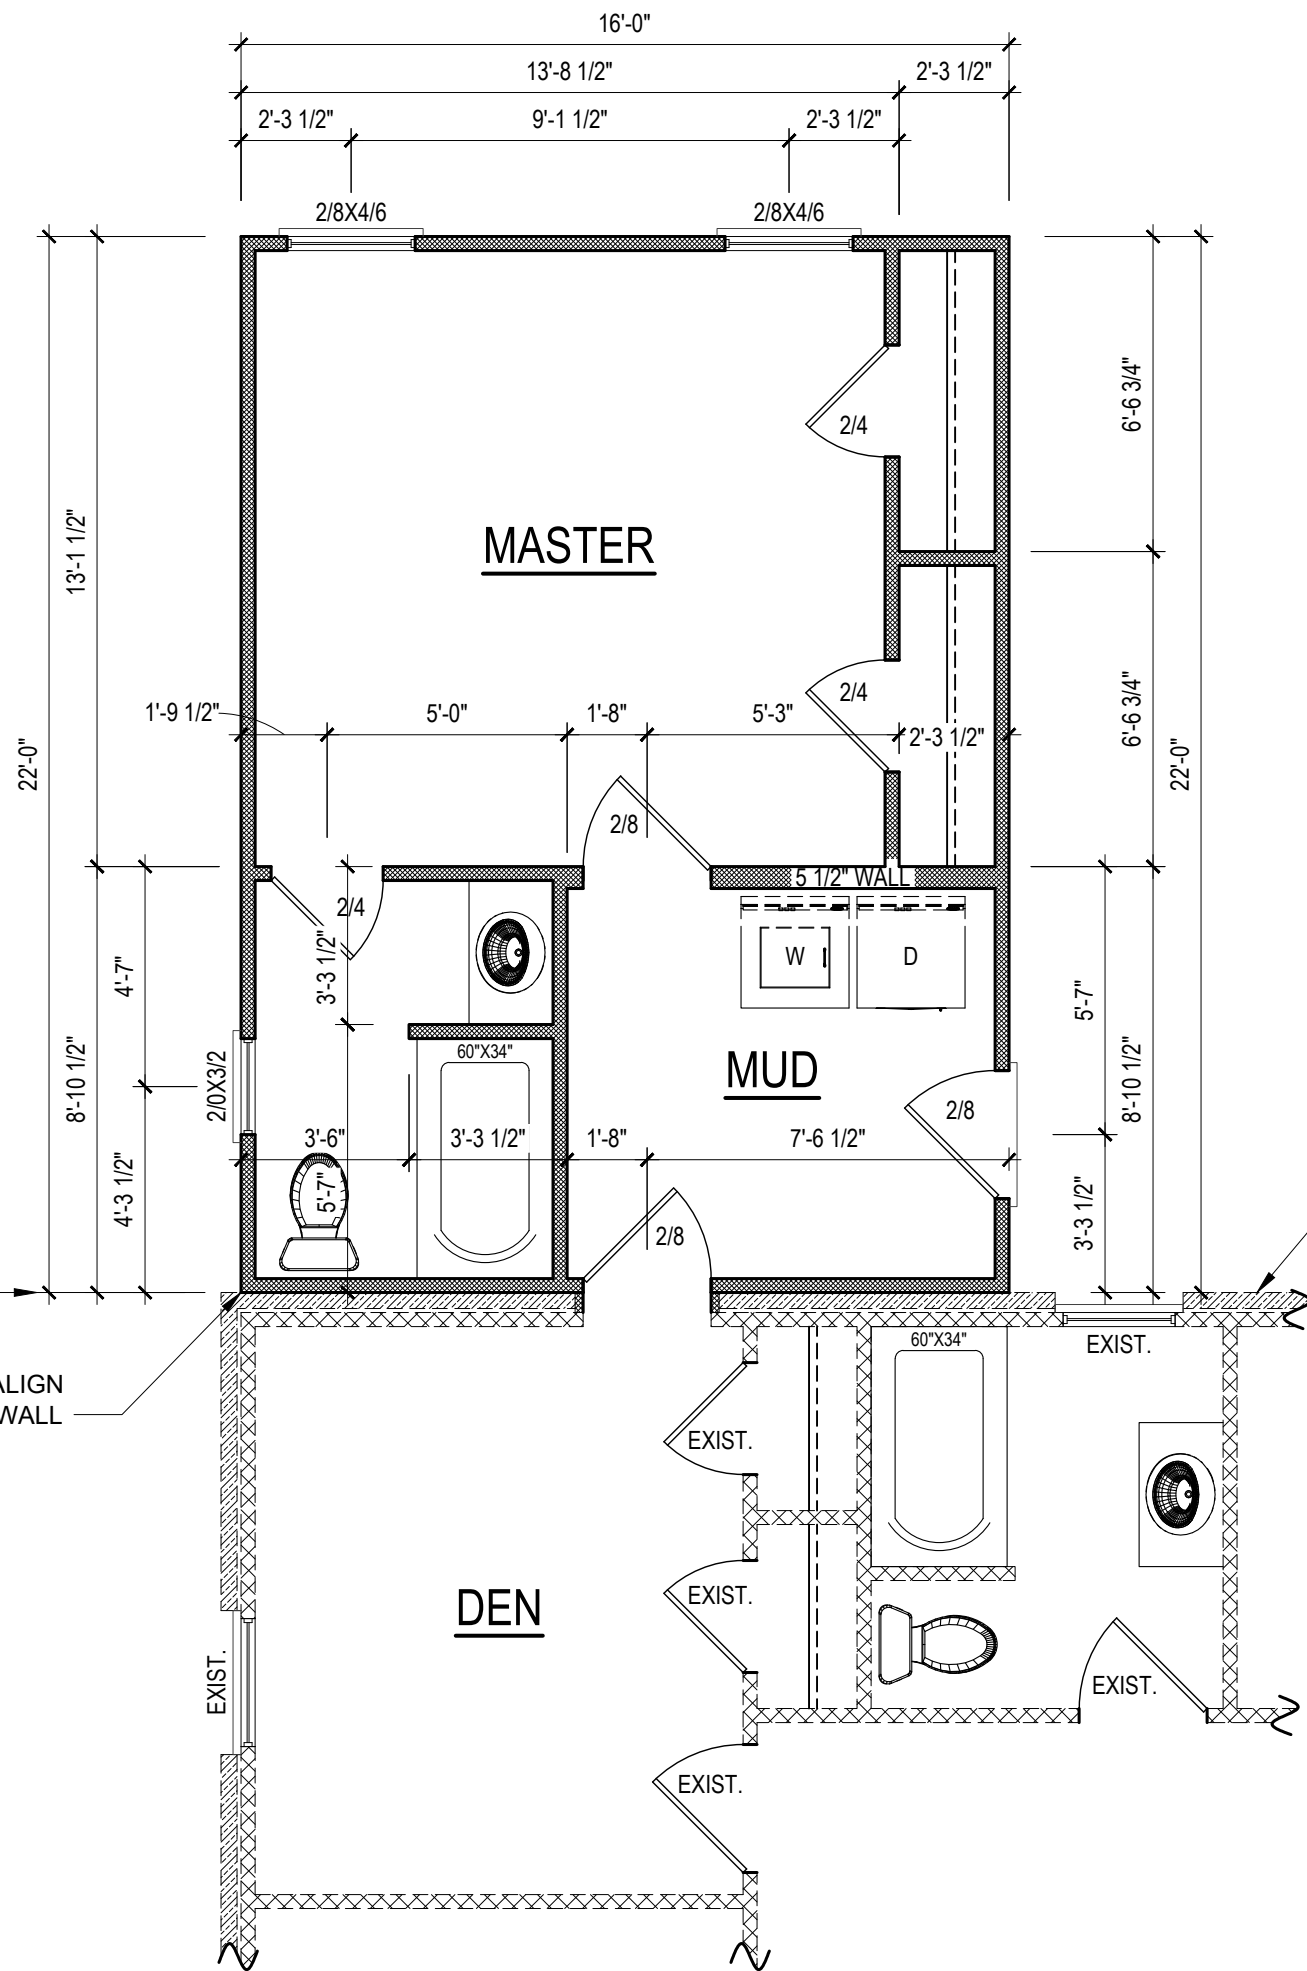 16'-0"
13'-8 1/2"
2'-3 1/2"
2'-3 1/2"
9'-1 1/2"
2'-3 1/2"
2/8X4/6
2/8X4/6
2/4
6'-6 3/4"
MASTER
13'-1 1/2"
22'-0"
1'-9 1/2"
5'-0"
1'-8"
5'-3"
2/4
2'-3 1/2"
6'-6 3/4"
22'-0"
2/8
5 1/2" WALL
2/4
3'-3 1/2"
4'-7"
W
D
5'-7"
8'-10 1/2"
2/0X3/2
60"X34"
MUD
2/8
8'-10 1/2"
3'-6"
3'-3 1/2"
1'-8"
7'-6 1/2"
4'-3 1/2"
5'-7"
2/8
3'-3 1/2"
ALIGN
WALL
60"X34"
EXIST.
EXIST.
DEN
EXIST.
EXIST.
EXIST.
EXIST.